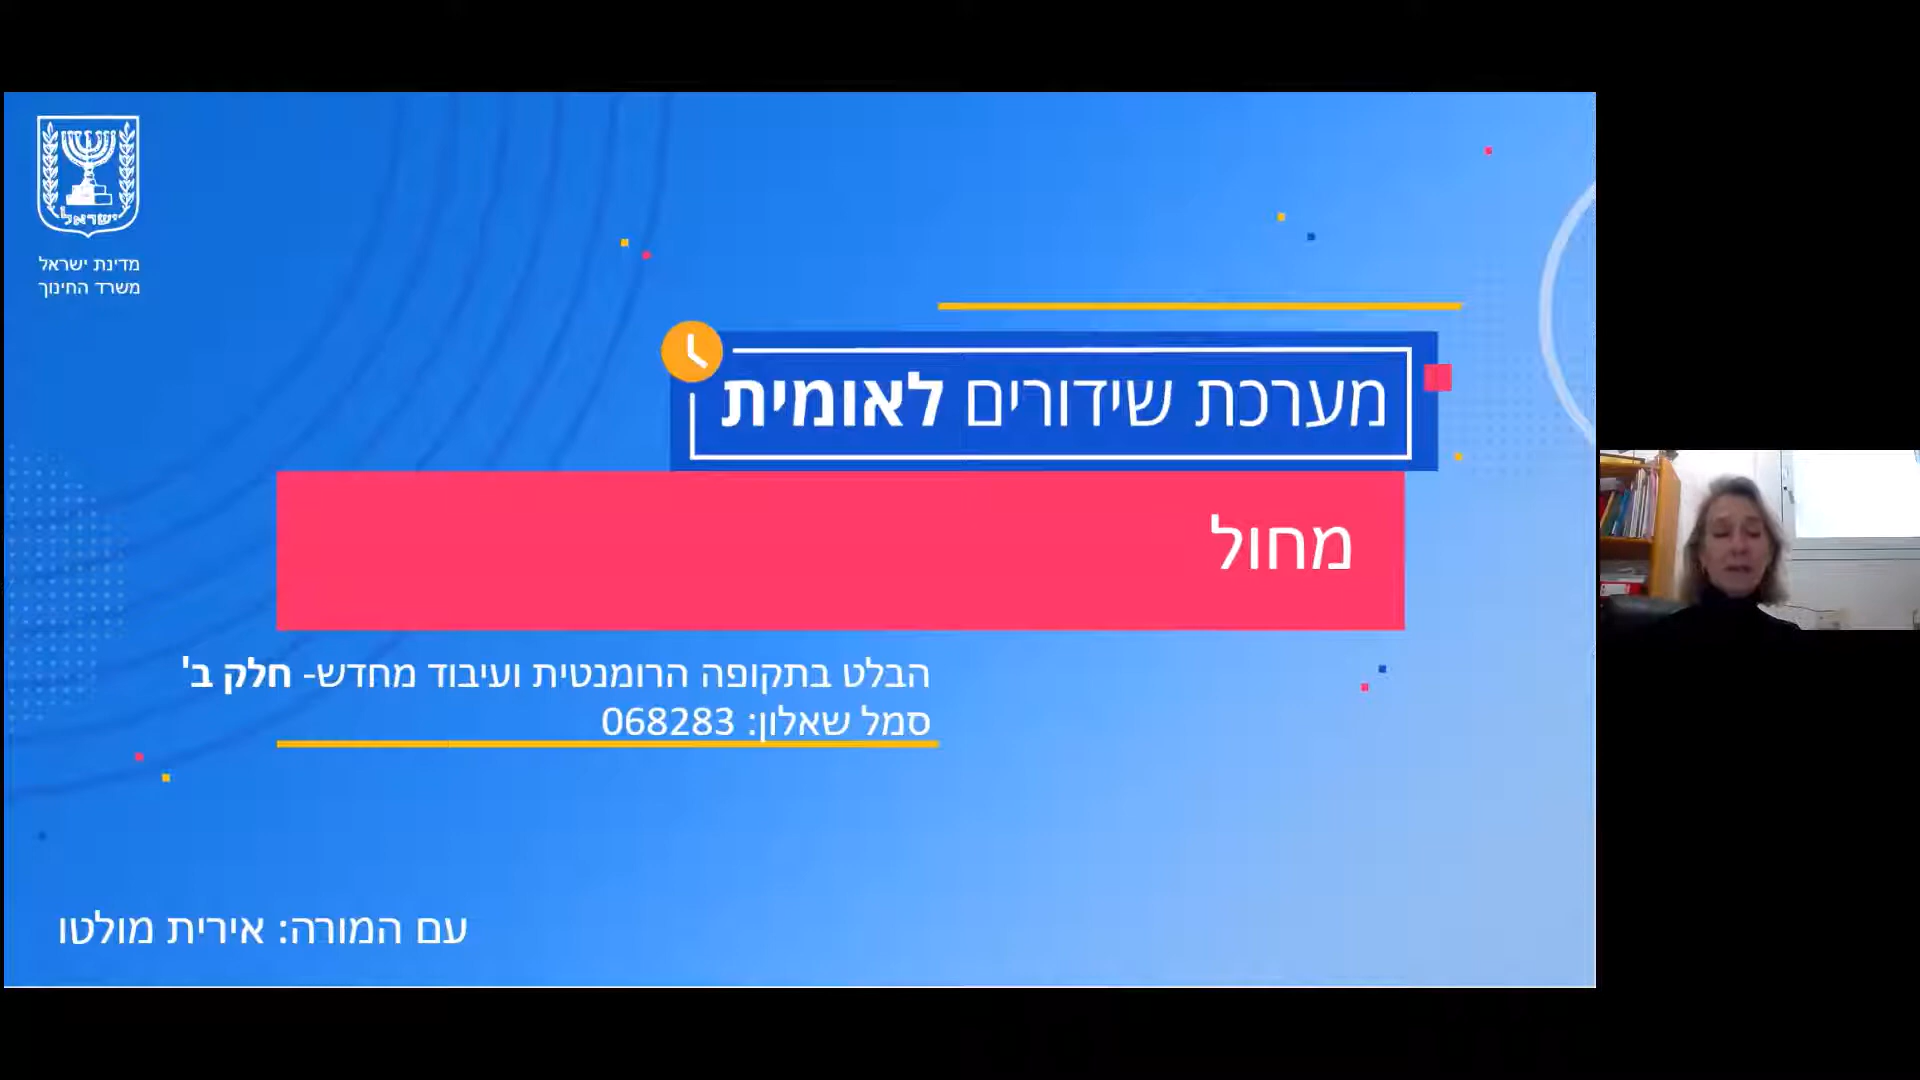 ישראל
מדינת ישראל
משרד החינוך
מערכת שידורים לאומית
מחול
הבלט בתקופה הרומנטית ועיבוד מחדש- חלק ב'
סמל שאלון: 068283
עם המורה: אירית מולטו